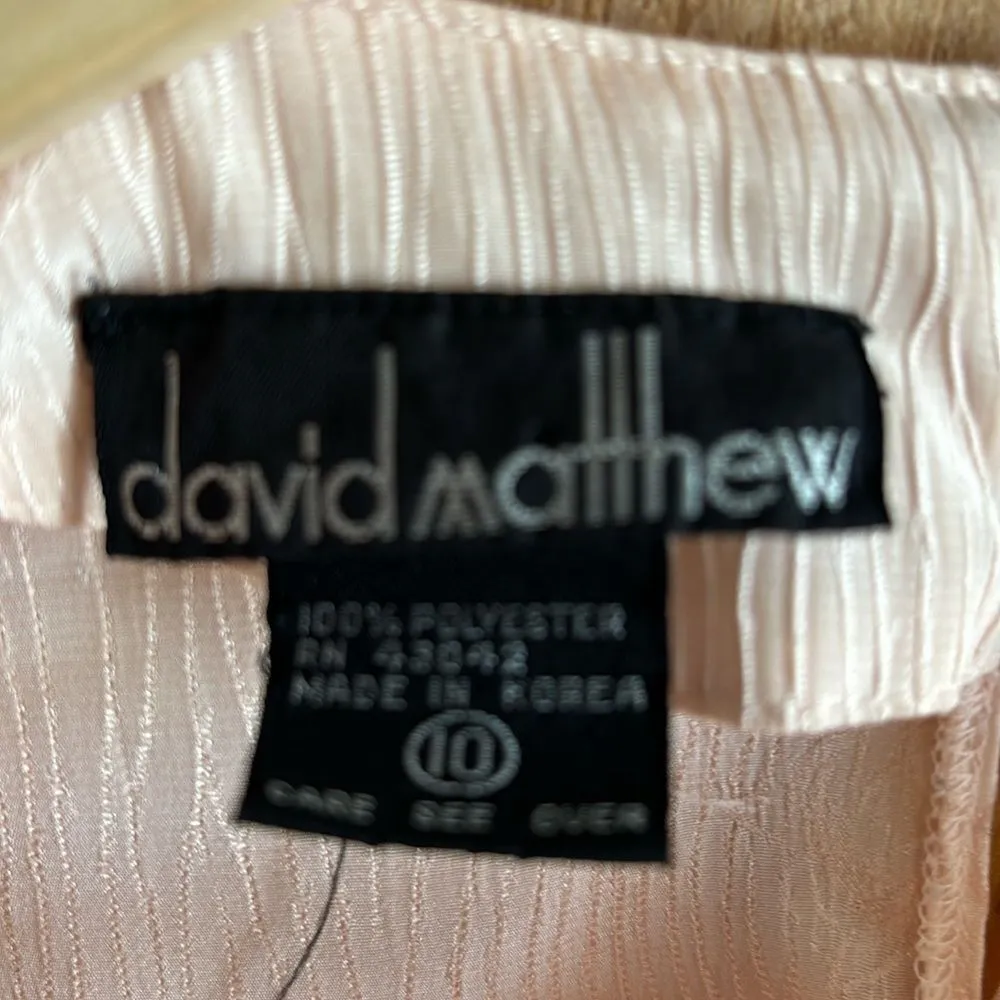 david matthew
100% POLYESTER
RN 43042
MADE IN KOREA
10
CARE SEE OVER